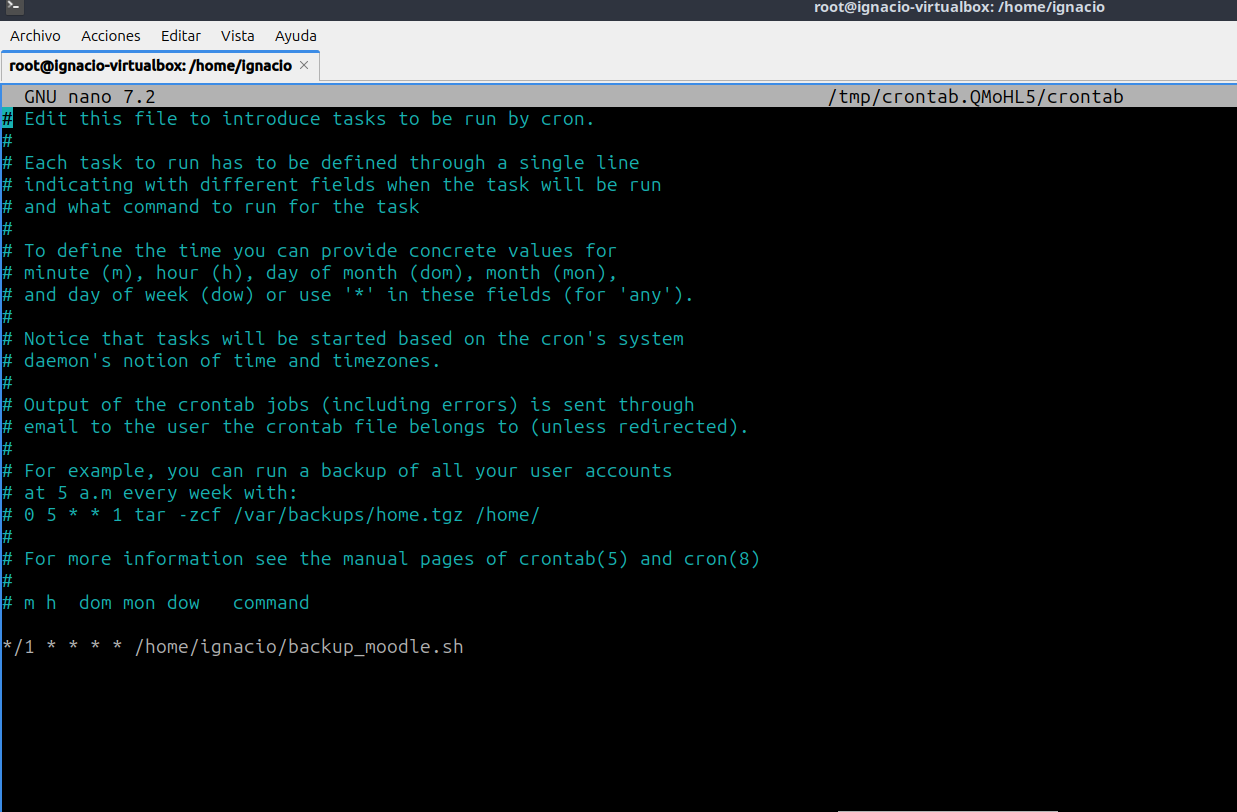 root@ignacio-virtualbox: /home/ignacio
Archivo Acciones Editar Vista Ayuda
root@ignacio-virtualbox: /home/ignacio ×
GNU nano 7.2 /tmp/crontab.QMoHL5/crontab
# Edit this file to introduce tasks to be run by cron.
#
# Each task to run has to be defined through a single line
# indicating with different fields when the task will be run
# and what command to run for the task
#
# To define the time you can provide concrete values for
# minute (m), hour (h), day of month (dom), month (mon),
# and day of week (dow) or use '*' in these fields (for 'any').
#
# Notice that tasks will be started based on the cron's system
# daemon's notion of time and timezones.
#
# Output of the crontab jobs (including errors) is sent through
# email to the user the crontab file belongs to (unless redirected).
#
# For example, you can run a backup of all your user accounts
# at 5 a.m every week with:
# 0 5 * * 1 tar -zcf /var/backups/home.tgz /home/
#
# For more information see the manual pages of crontab(5) and cron(8)
#
# m h  dom mon dow   command
*/1 * * * * /home/ignacio/backup_moodle.sh